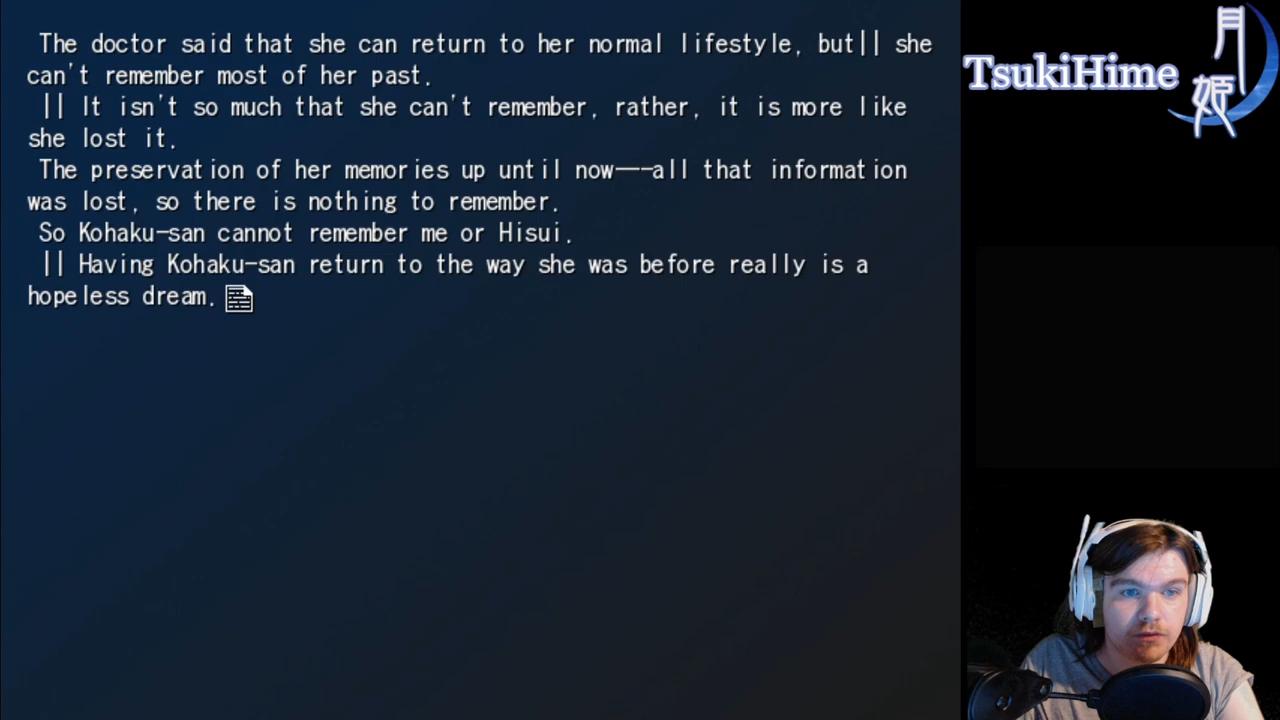 The doctor said that she can return to her normal lifestyle, but|| she
can't remember most of her past.
|| It isn't so much that she can't remember, rather, it is more like
she lost it.
The preservation of her memories up until now——all that information
was lost, so there is nothing to remember.
So Kohaku-san cannot remember me or Hisui.
|| Having Kohaku-san return to the way she was before really is a
hopeless dream.
TsukiHime
月姫